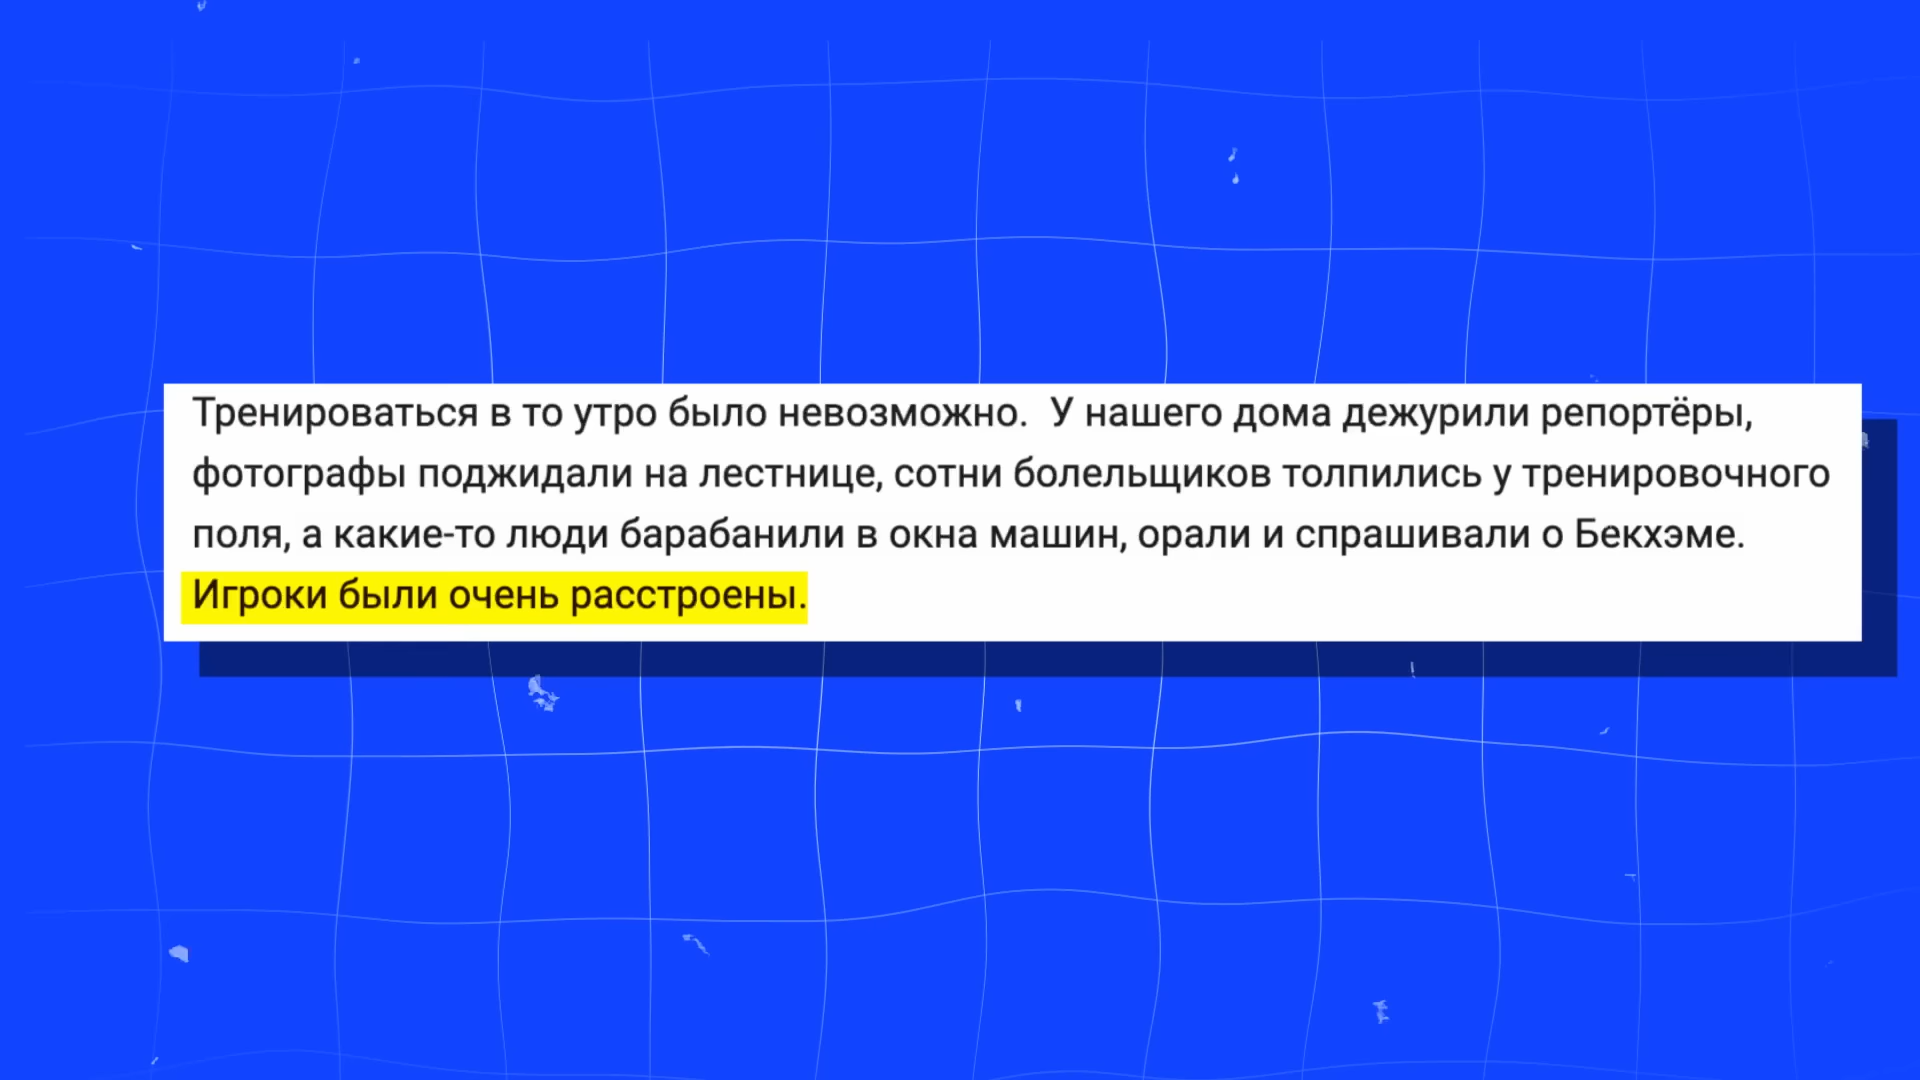 Тренироваться в то утро было невозможно.  У нашего дома дежурили репортёры,
фотографы поджидали на лестнице, сотни болельщиков толпились у тренировочного
поля, а какие-то люди барабанили в окна машин, орали и спрашивали о Бекхэме.
Игроки были очень расстроены.